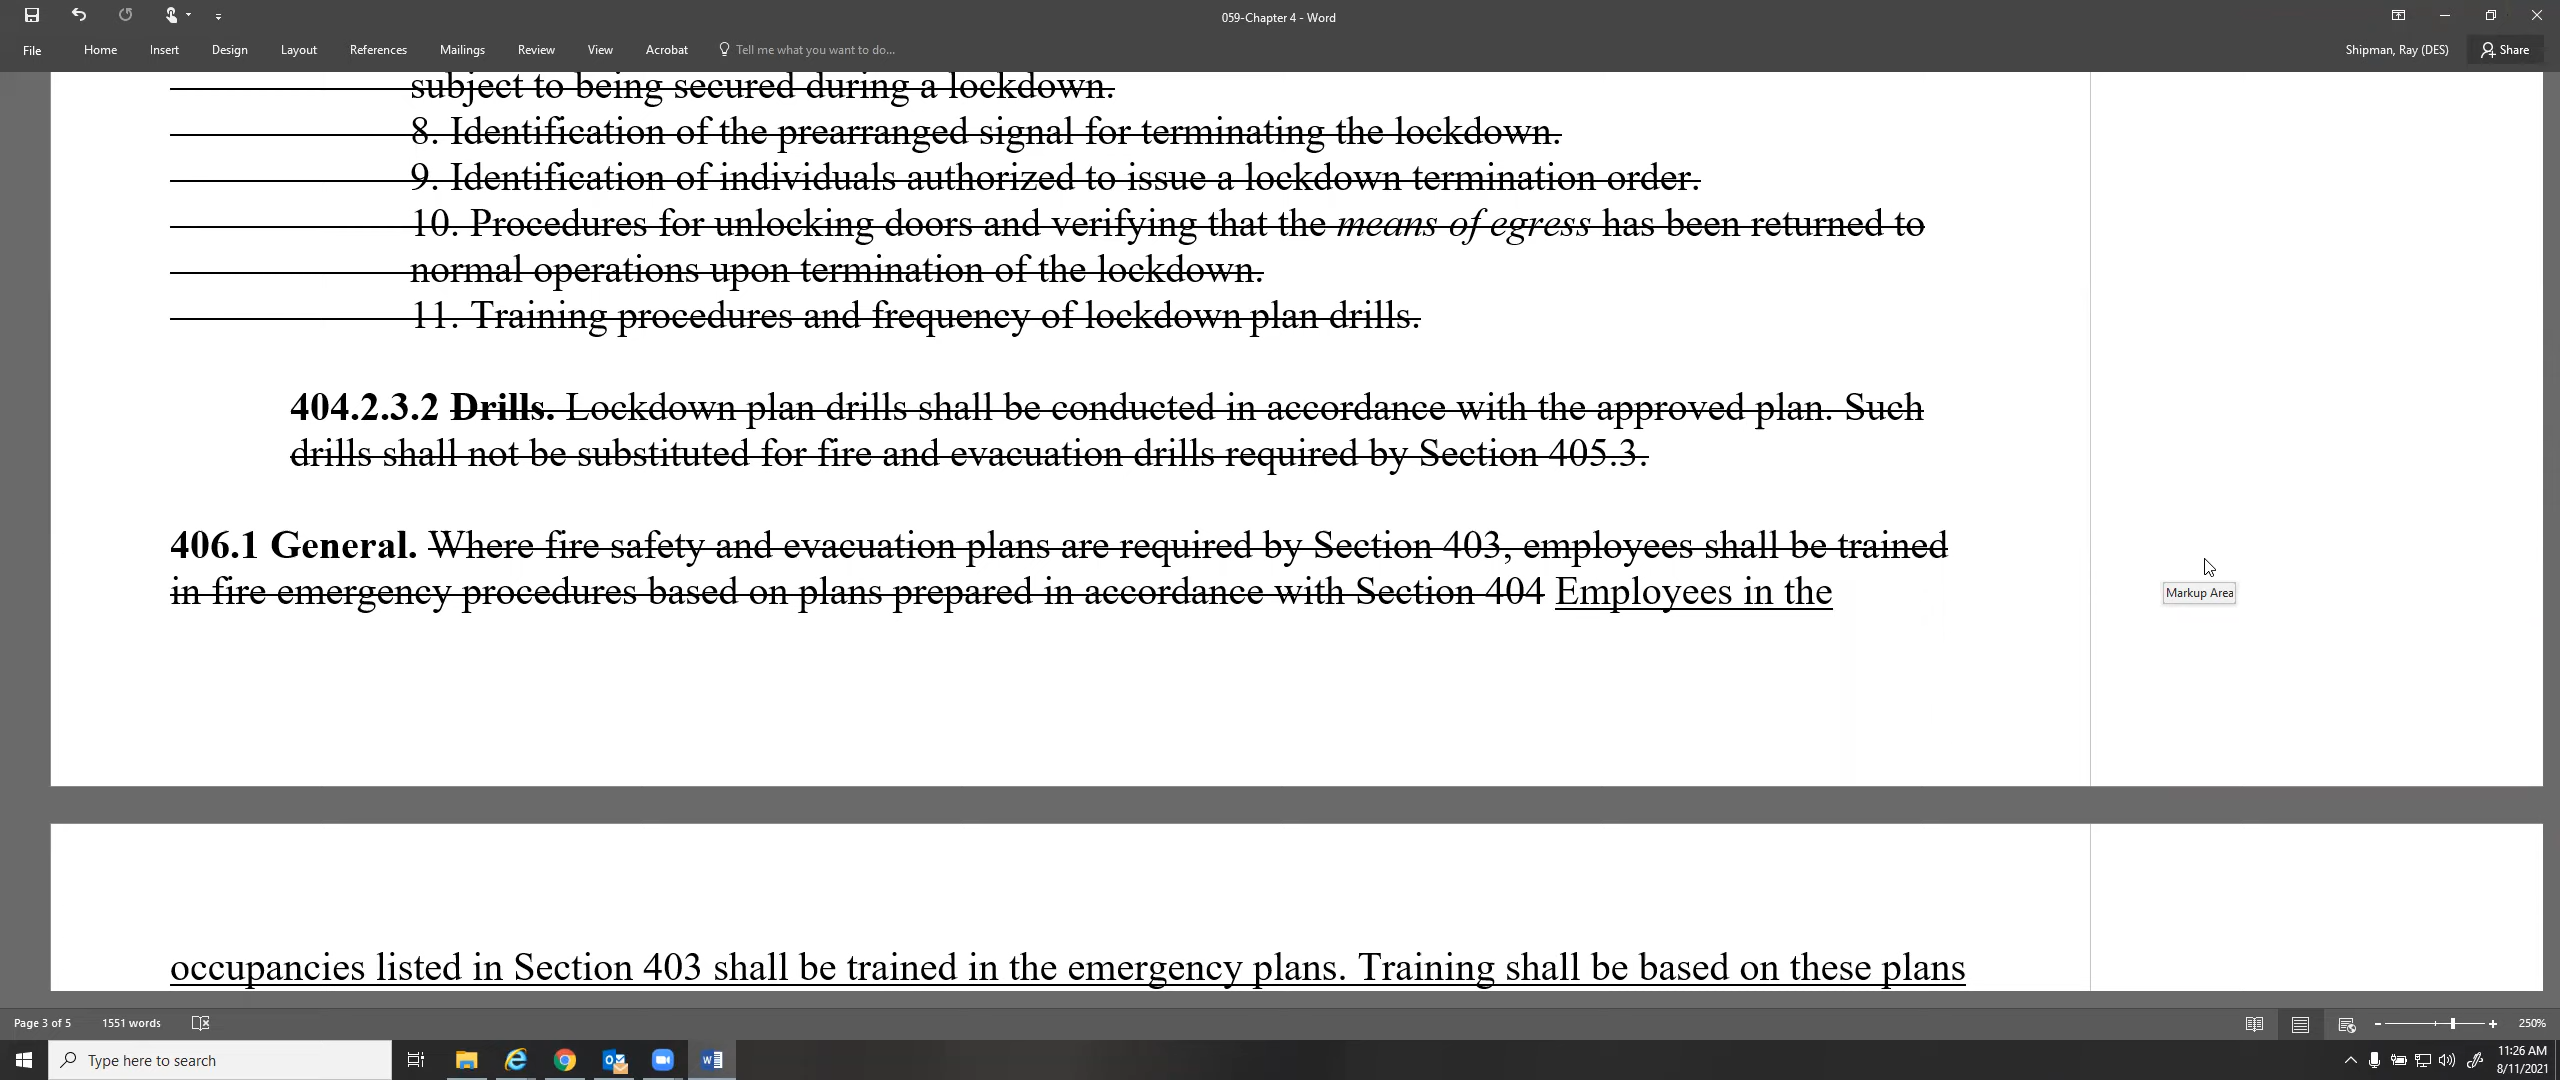 059-Chapter 4 - Word
File Home Insert Design Layout References Mailings Review View Acrobat Tell me what you want to do... Shipman, Ray (DES) Share
subject to being secured during a lockdown.
8. Identification of the prearranged signal for terminating the lockdown.
9. Identification of individuals authorized to issue a lockdown termination order.
10. Procedures for unlocking doors and verifying that the means of egress has been returned to
normal operations upon termination of the lockdown.
11. Training procedures and frequency of lockdown plan drills.
404.2.3.2 Drills. Lockdown plan drills shall be conducted in accordance with the approved plan. Such
drills shall not be substituted for fire and evacuation drills required by Section 405.3.
406.1 General. Where fire safety and evacuation plans are required by Section 403, employees shall be trained
in fire emergency procedures based on plans prepared in accordance with Section 404 Employees in the
Markup Area
occupancies listed in Section 403 shall be trained in the emergency plans. Training shall be based on these plans
Page 3 of 5 1551 words 250%
Type here to search 11:26 AM
8/11/2021